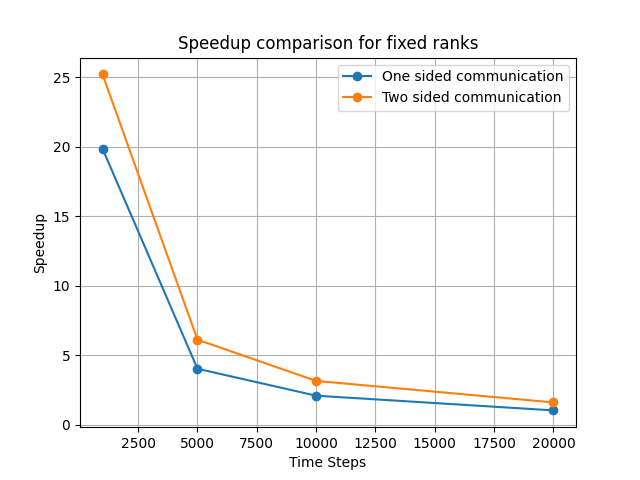 Speedup comparison for fixed ranks
One sided communication
Two sided communication
25
20
15
10
5
0
Speedup
2500 5000 7500 10000 12500 15000 17500 20000
Time Steps